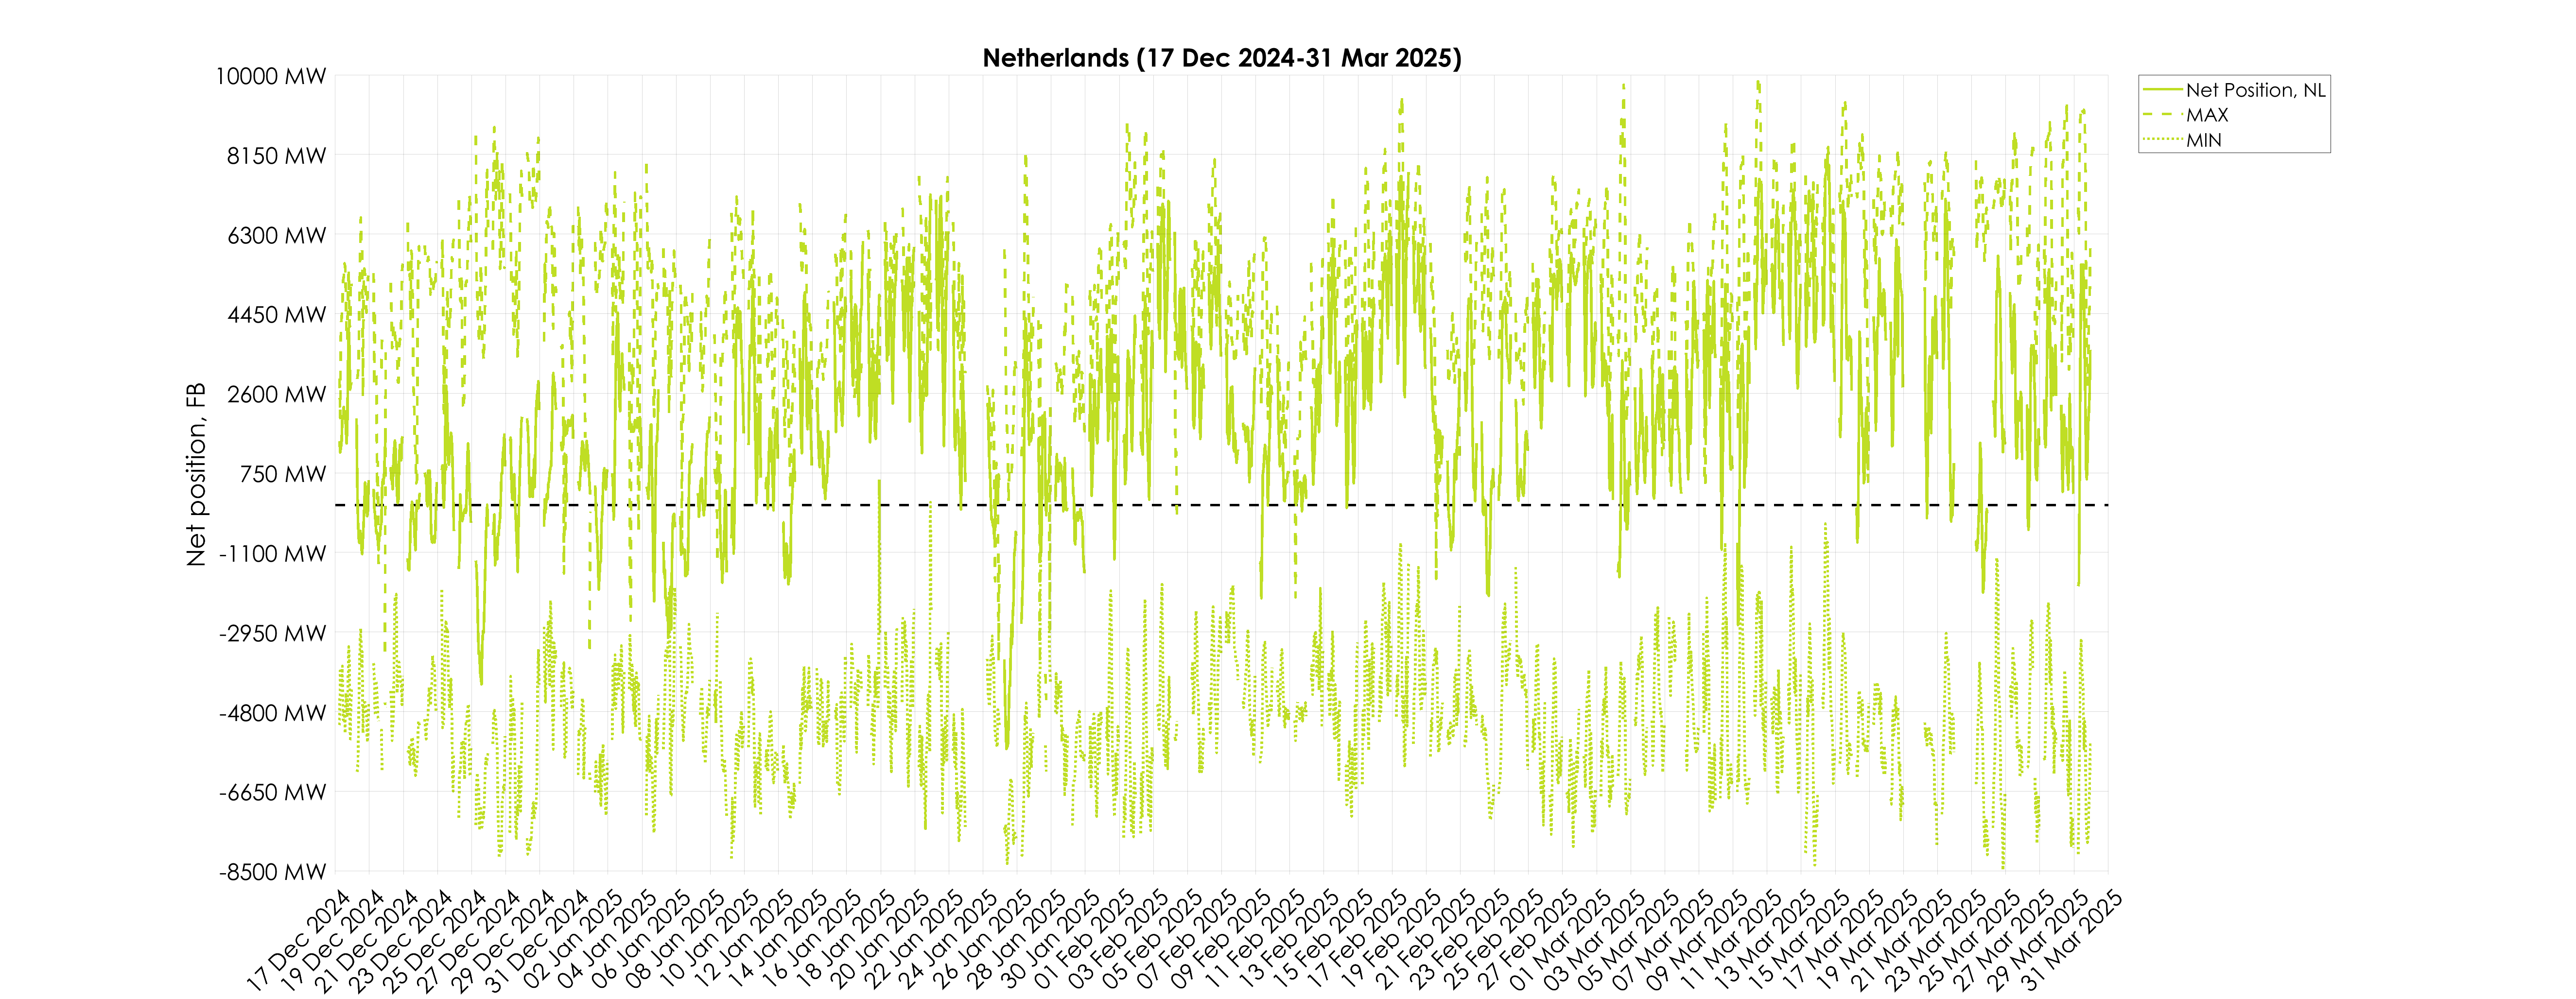 Netherlands (17 Dec 2024-31 Mar 2025)
10000 MW
8150 MW
6300 MW
4450 MW
2600 MW
750 MW
-1100 MW
-2950 MW
-4800 MW
-6650 MW
-8500 MW
Net position, FB
Net Position, NL
MAX
MIN
17 Dec 2024
19 Dec 2024
21 Dec 2024
23 Dec 2024
25 Dec 2024
27 Dec 2024
29 Dec 2024
31 Dec 2024
02 Jan 2025
04 Jan 2025
06 Jan 2025
08 Jan 2025
10 Jan 2025
12 Jan 2025
14 Jan 2025
16 Jan 2025
18 Jan 2025
20 Jan 2025
22 Jan 2025
24 Jan 2025
26 Jan 2025
28 Jan 2025
30 Jan 2025
01 Feb 2025
03 Feb 2025
05 Feb 2025
07 Feb 2025
09 Feb 2025
11 Feb 2025
13 Feb 2025
15 Feb 2025
17 Feb 2025
19 Feb 2025
21 Feb 2025
23 Feb 2025
25 Feb 2025
27 Feb 2025
01 Mar 2025
03 Mar 2025
05 Mar 2025
07 Mar 2025
09 Mar 2025
11 Mar 2025
13 Mar 2025
15 Mar 2025
17 Mar 2025
19 Mar 2025
21 Mar 2025
23 Mar 2025
25 Mar 2025
27 Mar 2025
29 Mar 2025
31 Mar 2025